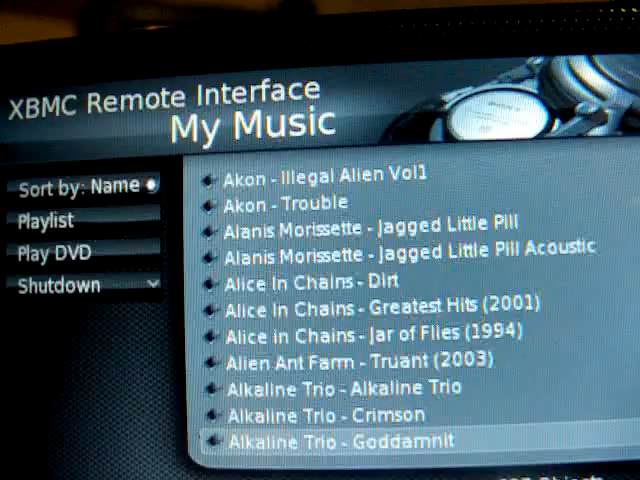 XBMC Remote Interface
My Music
Sort by: Name
Playlist
Play DVD
Shutdown
Akon - Illegal Alien Vol1
Akon - Trouble
Alanis Morissette - Jagged Little Pill
Alanis Morissette - Jagged Little Pill Acoustic
Alice In Chains - Dirt
Alice In Chains - Greatest Hits (2001)
Alice in Chains - Jar of Flies (1994)
Alien Ant Farm - Truant (2003)
Alkaline Trio - Alkaline Trio
Alkaline Trio - Crimson
Alkaline Trio - Goddamnit